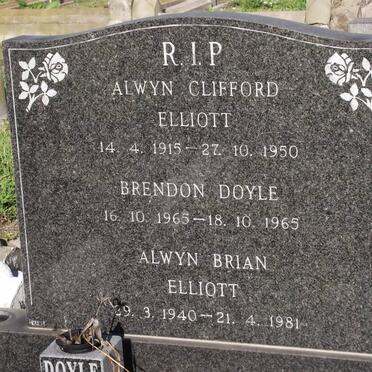 R.I.P
ALWYN CLIFFORD
ELLIOTT
14. 4. 1915—27. 10. 1950
BRENDON DOYLE
16. 10. 1965—18. 10. 1965
ALWYN BRIAN
ELLIOTT
29. 3. 1940—21. 4. 1981
DOYLE